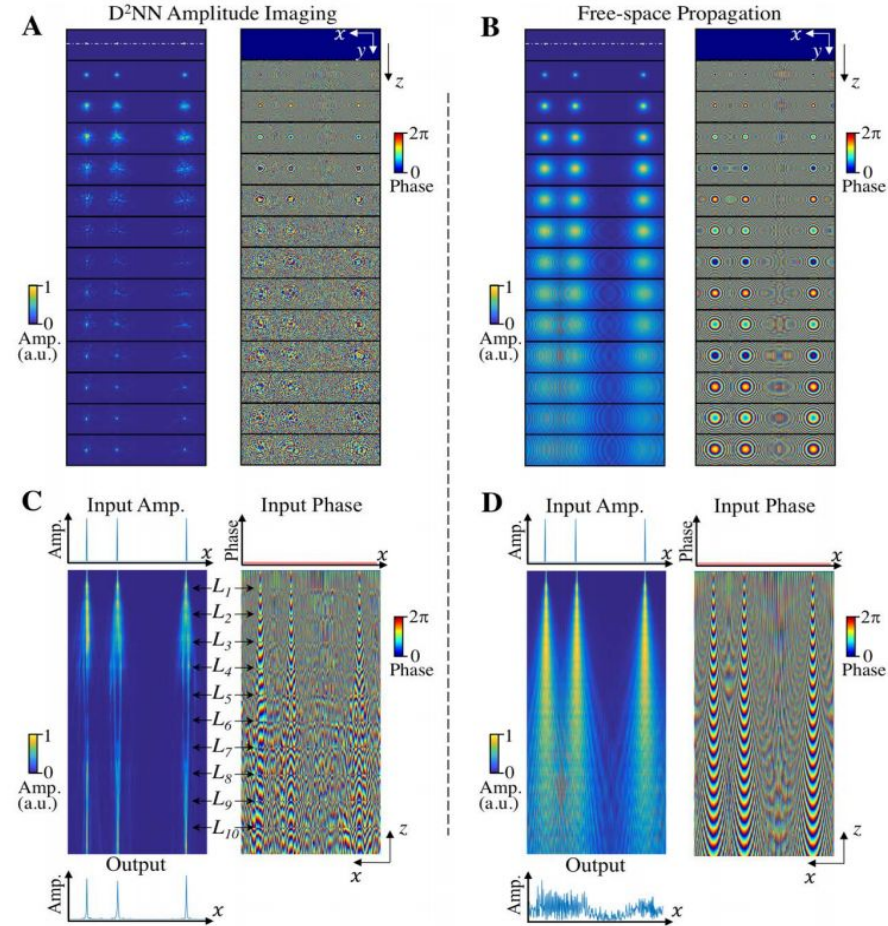 A
D²NN Amplitude Imaging
x
y
z
2π
0
Phase
1
0
Amp.
(a.u.)
B
Free-space Propagation
x
y
z
2π
0
Phase
1
0
Amp.
(a.u.)
C
Input Amp.
Input Phase
Amp.
x
Phase
x
L1
L2
L3
L4
L5
L6
L7
L8
L9
L10
2π
0
Phase
1
0
Amp.
(a.u.)
z
x
Output
Amp.
x
D
Input Amp.
Input Phase
Amp.
x
Phase
x
2π
0
Phase
1
0
Amp.
(a.u.)
z
x
Output
Amp.
x